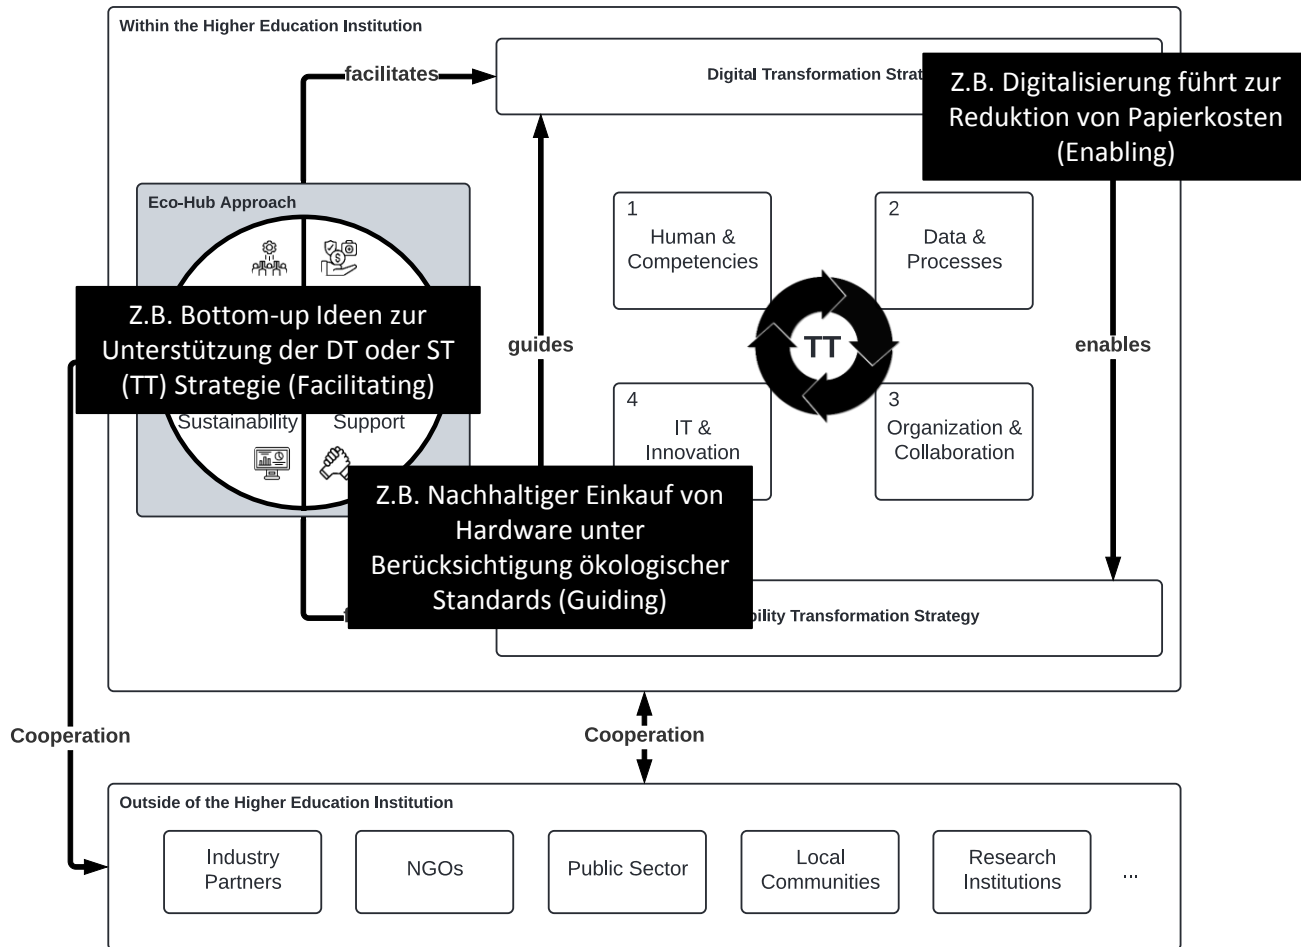 Within the Higher Education Institution
facilitates
Digital Transformation
Z.B. Digitalisierung führt zur
Reduktion von Papierkosten
(Enabling)
Eco-Hub Approach
1
Human &
Competencies
2
Data &
Processes
Z.B. Bottom-up Ideen zur
Unterstützung der DT oder ST
(TT) Strategie (Facilitating)
guides
TT
enables
Sustainability
Support
4
IT &
Innovation
3
Organization &
Collaboration
Z.B. Nachhaltiger Einkauf von
Hardware unter
Berücksichtigung ökologischer
Standards (Guiding)
Transformation Strategy
Cooperation
Cooperation
Outside of the Higher Education Institution
Industry
Partners
NGOs
Public Sector
Local
Communities
Research
Institutions
...